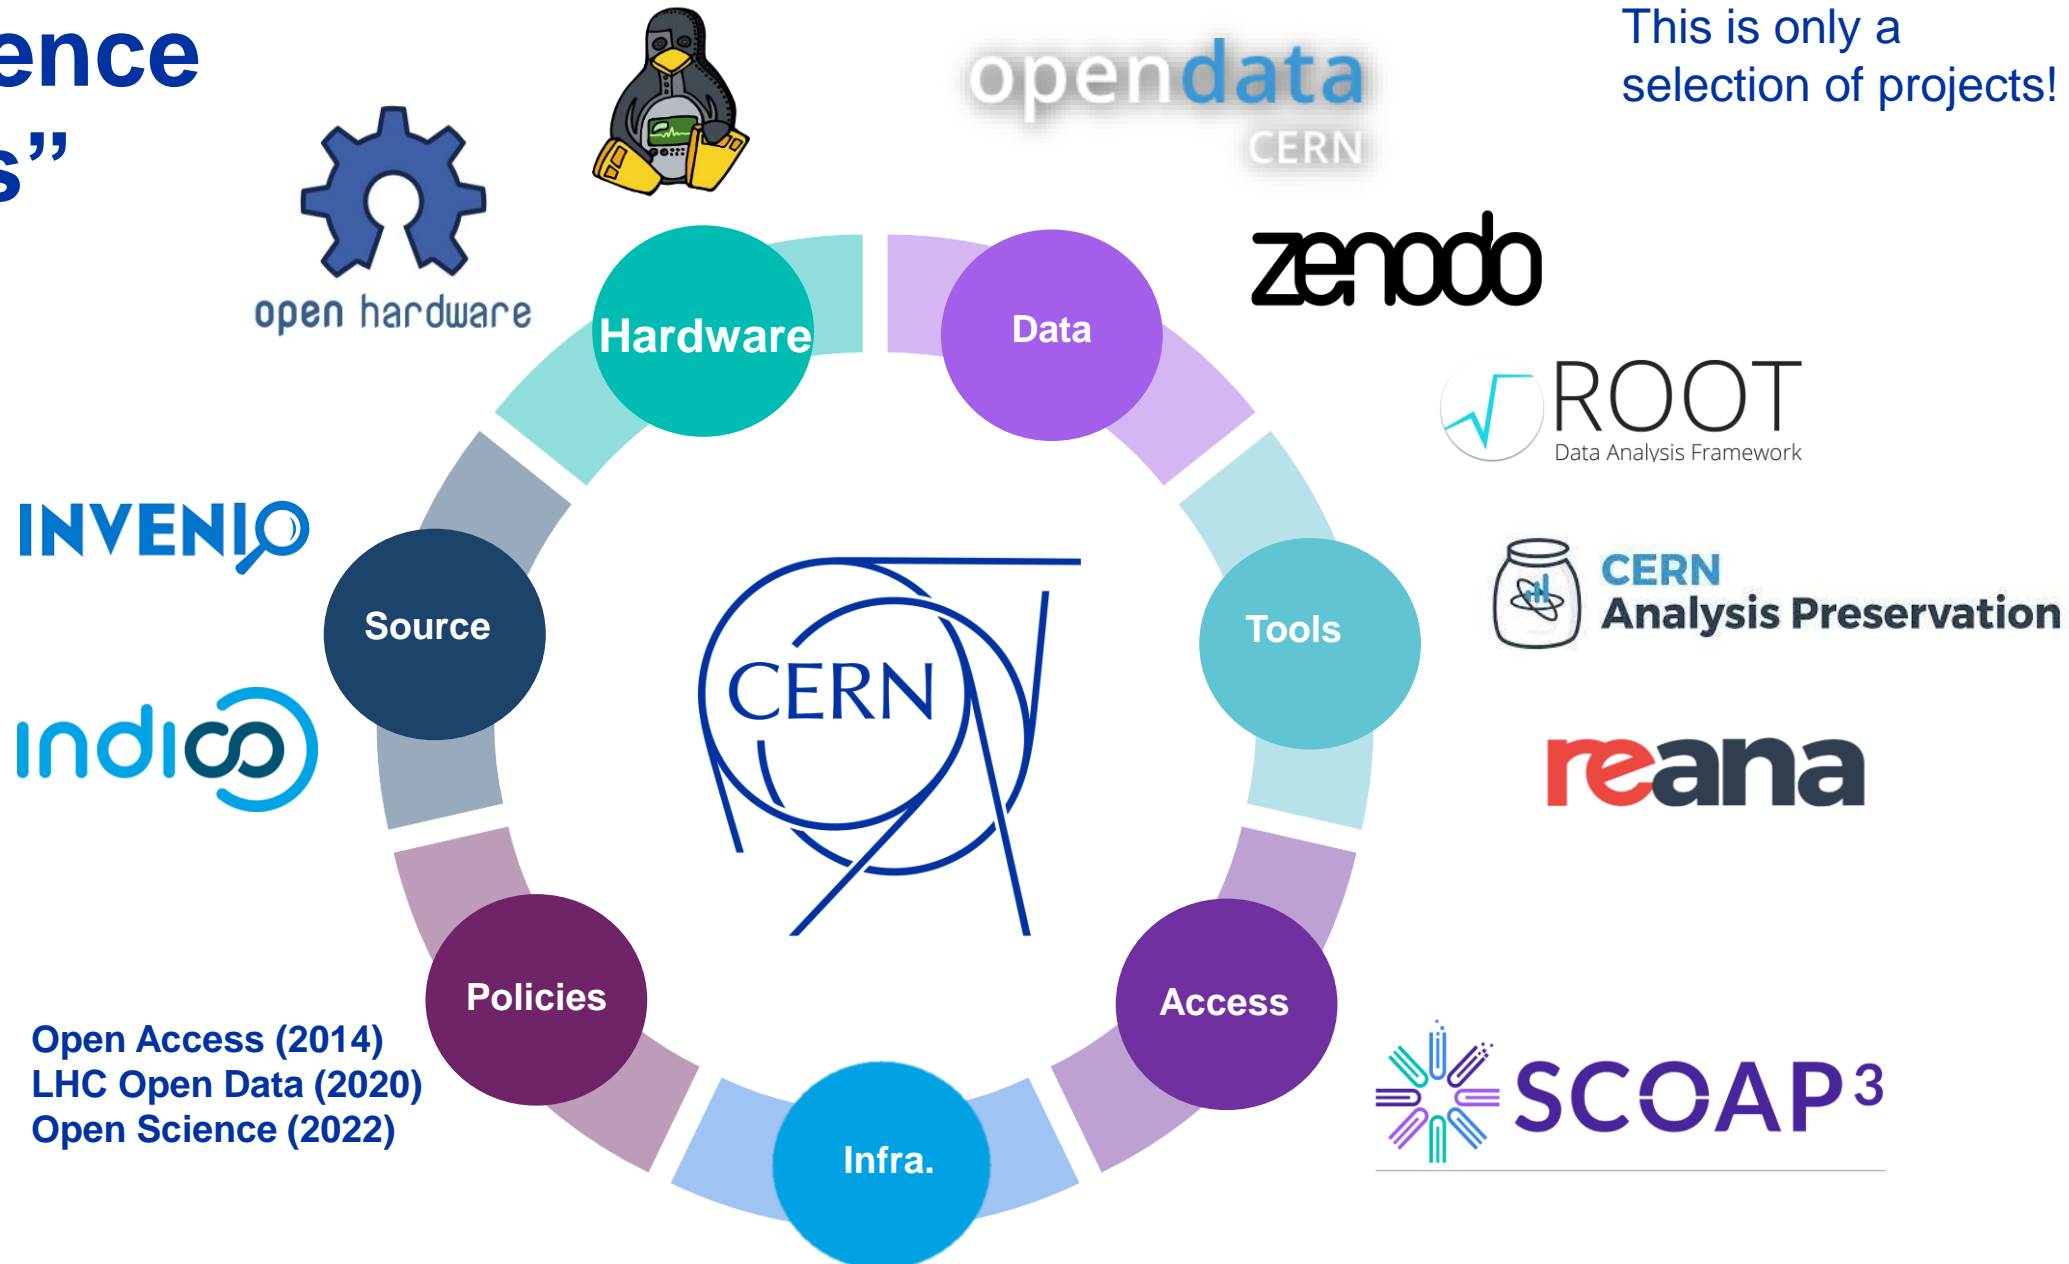 This is only a
selection of projects!
opendata
CERN
open hardware
zenodo
Hardware
Data
ROOT
Data Analysis Framework
INVENIO
CERN
Analysis Preservation
Source
Tools
CERN
indico
reana
Policies
Access
Open Access (2014)
LHC Open Data (2020)
Open Science (2022)
SCOAP3
Infra.